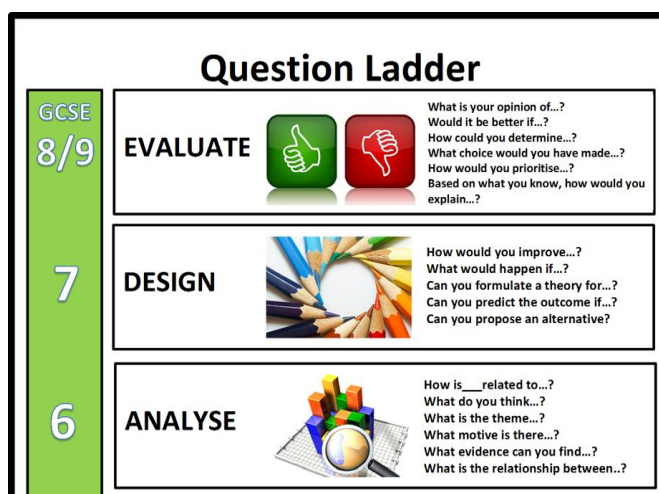 Question Ladder
GCSE
8/9
EVALUATE
What is your opinion of...?
Would it be better if...?
How could you determine...?
What choice would you have made...?
How would you prioritise...?
Based on what you know, how would you
explain...?
7
DESIGN
How would you improve...?
What would happen if...?
Can you formulate a theory for...?
Can you predict the outcome if...?
Can you propose an alternative?
6
ANALYSE
How is___related to...?
What do you think...?
What is the theme...?
What motive is there...?
What evidence can you find...?
What is the relationship between..?